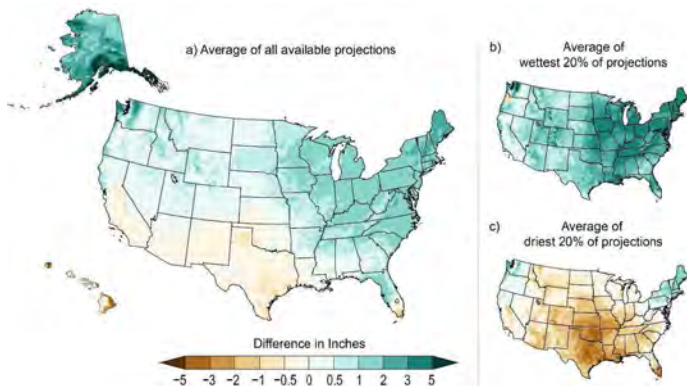 a) Average of all available projections
b) Average of
wettest 20% of projections
c) Average of
driest 20% of projections
Difference in Inches
−5 −3 −2 −1 −0.5 0 0.5 1 2 3 5